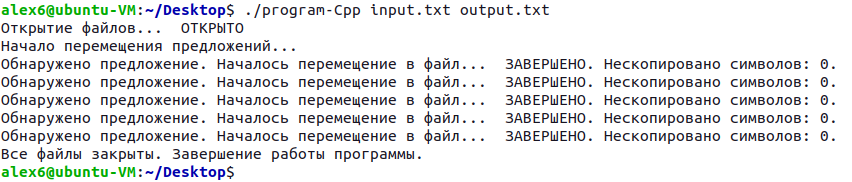 alex6@ubuntu-VM:~/Desktop$ ./program-Cpp input.txt output.txt
Открытие файлов...  ОТКРЫТО
Начало перемещения предложений...
Обнаружено предложение. Началось перемещение в файл...  ЗАВЕРШЕНО. Нескопировано символов: 0.
Обнаружено предложение. Началось перемещение в файл...  ЗАВЕРШЕНО. Нескопировано символов: 0.
Обнаружено предложение. Началось перемещение в файл...  ЗАВЕРШЕНО. Нескопировано символов: 0.
Обнаружено предложение. Началось перемещение в файл...  ЗАВЕРШЕНО. Нескопировано символов: 0.
Обнаружено предложение. Началось перемещение в файл...  ЗАВЕРШЕНО. Нескопировано символов: 0.
Все файлы закрыты. Завершение работы программы.
alex6@ubuntu-VM:~/Desktop$